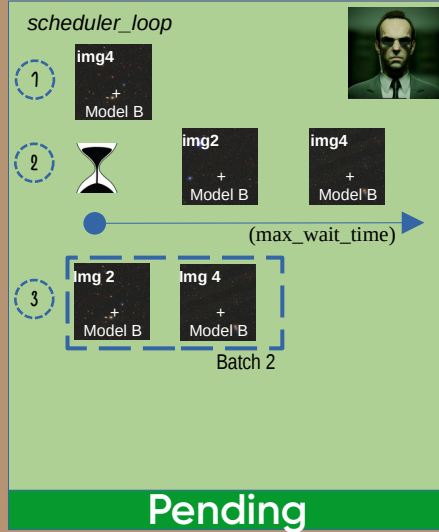 scheduler_loop
1
img4
+
Model B
2
img2
+
Model B
img4
+
Model B
(max_wait_time)
3
Img 2
+
Model B
Img 4
+
Model B
Batch 2
Pending